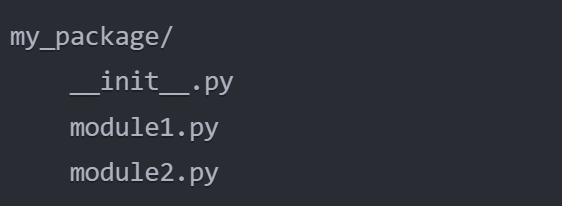 my_package/
    __init__.py
    module1.py
    module2.py